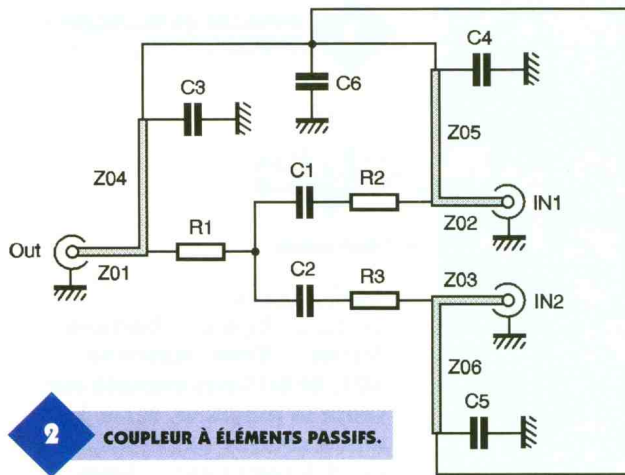 C4
C3
C6
Z05
Z04
C1
R2
IN1
Z02
R1
Out
Z01
C2
R3
Z03
IN2
Z06
C5
2 COUPLEUR À ÉLÉMENTS PASSIFS.